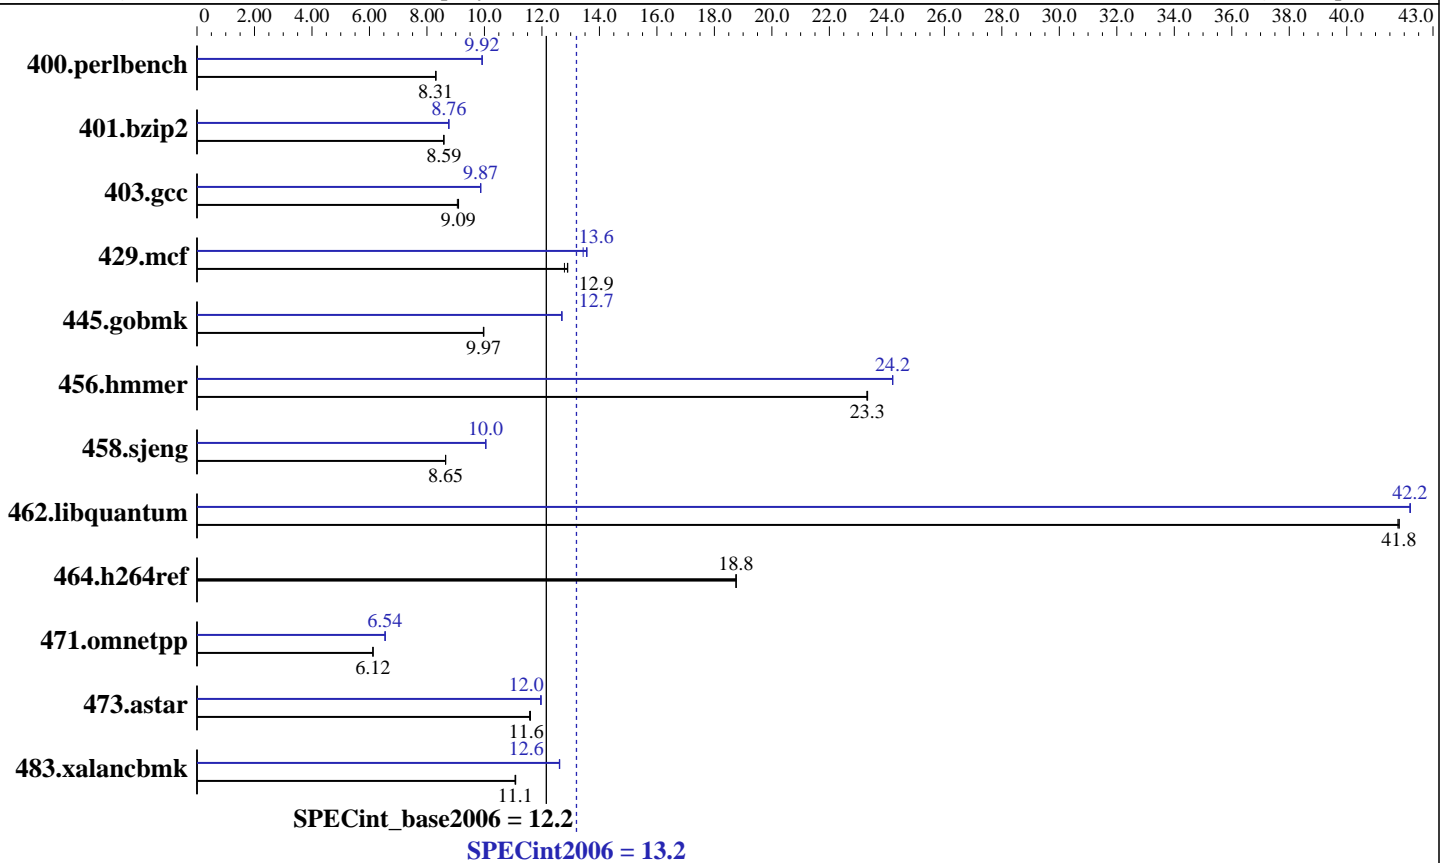 0 2.00 4.00 6.00 8.00 10.0 12.0 14.0 16.0 18.0 20.0 22.0 24.0 26.0 28.0 30.0 32.0 34.0 36.0 38.0 40.0 43.0
9.92
400.perlbench
8.31
8.76
401.bzip2
8.59
9.87
403.gcc
9.09
13.6
429.mcf
12.9
12.7
445.gobmk
9.97
24.2
456.hmmer
23.3
10.0
458.sjeng
8.65
42.2
462.libquantum
41.8
18.8
464.h264ref
6.54
471.omnetpp
6.12
12.0
473.astar
11.6
12.6
483.xalancbmk
11.1
SPECint_base2006 = 12.2
SPECint2006 = 13.2